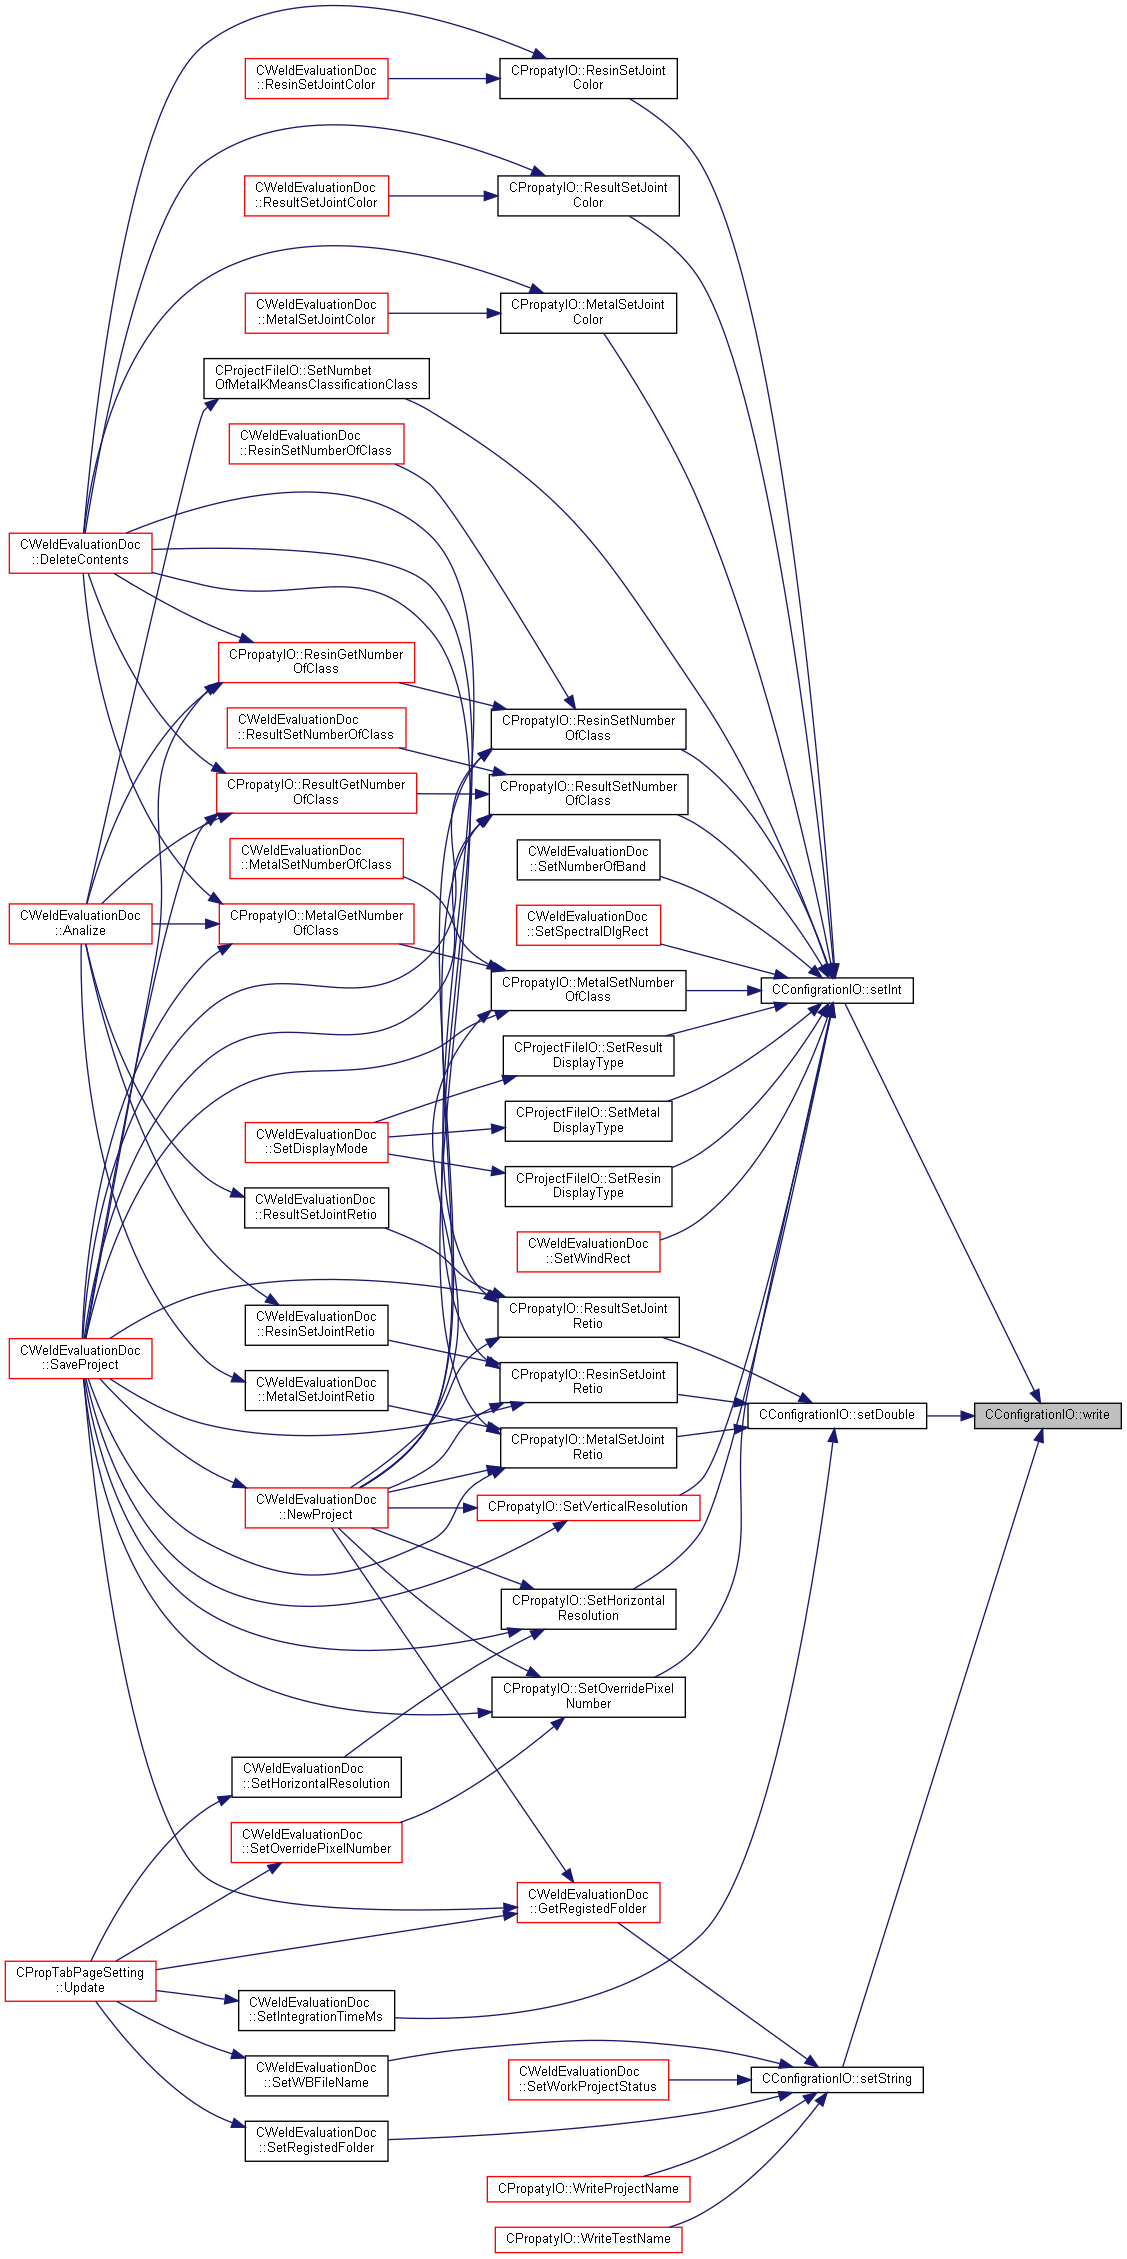 CPropatyIO::ResinSetJoint
Color
CWeldEvaluationDoc
::ResinSetJointColor
CPropatyIO::ResultSetJoint
Color
CWeldEvaluationDoc
::ResultSetJointColor
CPropatyIO::MetalSetJoint
Color
CWeldEvaluationDoc
::MetalSetJointColor
CProjectFileIO::SetNumbet
OfMetalKMeansClassificationClass
CWeldEvaluationDoc
::ResinSetNumberOfClass
CWeldEvaluationDoc
::DeleteContents
CPropatyIO::ResinGetNumber
OfClass
CWeldEvaluationDoc
::ResultSetNumberOfClass
CPropatyIO::ResinSetNumber
OfClass
CPropatyIO::ResultGetNumber
OfClass
CPropatyIO::ResultSetNumber
OfClass
CWeldEvaluationDoc
::MetalSetNumberOfClass
CWeldEvaluationDoc
::SetNumberOfBand
CWeldEvaluationDoc
::Analize
CPropatyIO::MetalGetNumber
OfClass
CWeldEvaluationDoc
::SetSpectralDlgRect
CPropatyIO::MetalSetNumber
OfClass
CConfigrationIO::setInt
CProjectFileIO::SetResult
DisplayType
CProjectFileIO::SetMetal
DisplayType
CWeldEvaluationDoc
::SetDisplayMode
CProjectFileIO::SetResin
DisplayType
CWeldEvaluationDoc
::ResultSetJointRetio
CWeldEvaluationDoc
::SetWindRect
CPropatyIO::ResultSetJoint
Retio
CWeldEvaluationDoc
::ResinSetJointRetio
CWeldEvaluationDoc
::SaveProject
CPropatyIO::ResinSetJoint
Retio
CWeldEvaluationDoc
::MetalSetJointRetio
CConfigrationIO::setDouble
CConfigrationIO::write
CPropatyIO::MetalSetJoint
Retio
CWeldEvaluationDoc
::NewProject
CPropatyIO::SetVerticalResolution
CPropatyIO::SetHorizontal
Resolution
CPropatyIO::SetOverridePixel
Number
CWeldEvaluationDoc
::SetHorizontalResolution
CWeldEvaluationDoc
::SetOverridePixelNumber
CWeldEvaluationDoc
::GetRegistedFolder
CPropTabPageSetting
::Update
CWeldEvaluationDoc
::SetIntegrationTimeMs
CWeldEvaluationDoc
::SetWBFileName
CWeldEvaluationDoc
::SetWorkProjectStatus
CConfigrationIO::setString
CWeldEvaluationDoc
::SetRegistedFolder
CPropatyIO::WriteProjectName
CPropatyIO::WriteTestName